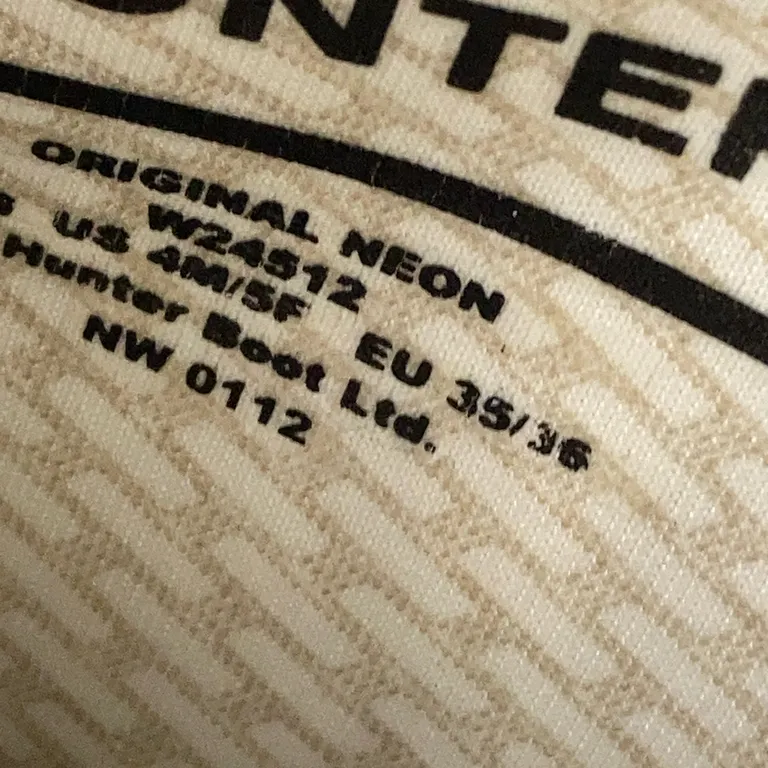 UNTER
ORIGINAL NEON
W24512
US 4M/5F EU 35/36
Hunter Boot Ltd.
NW 0112